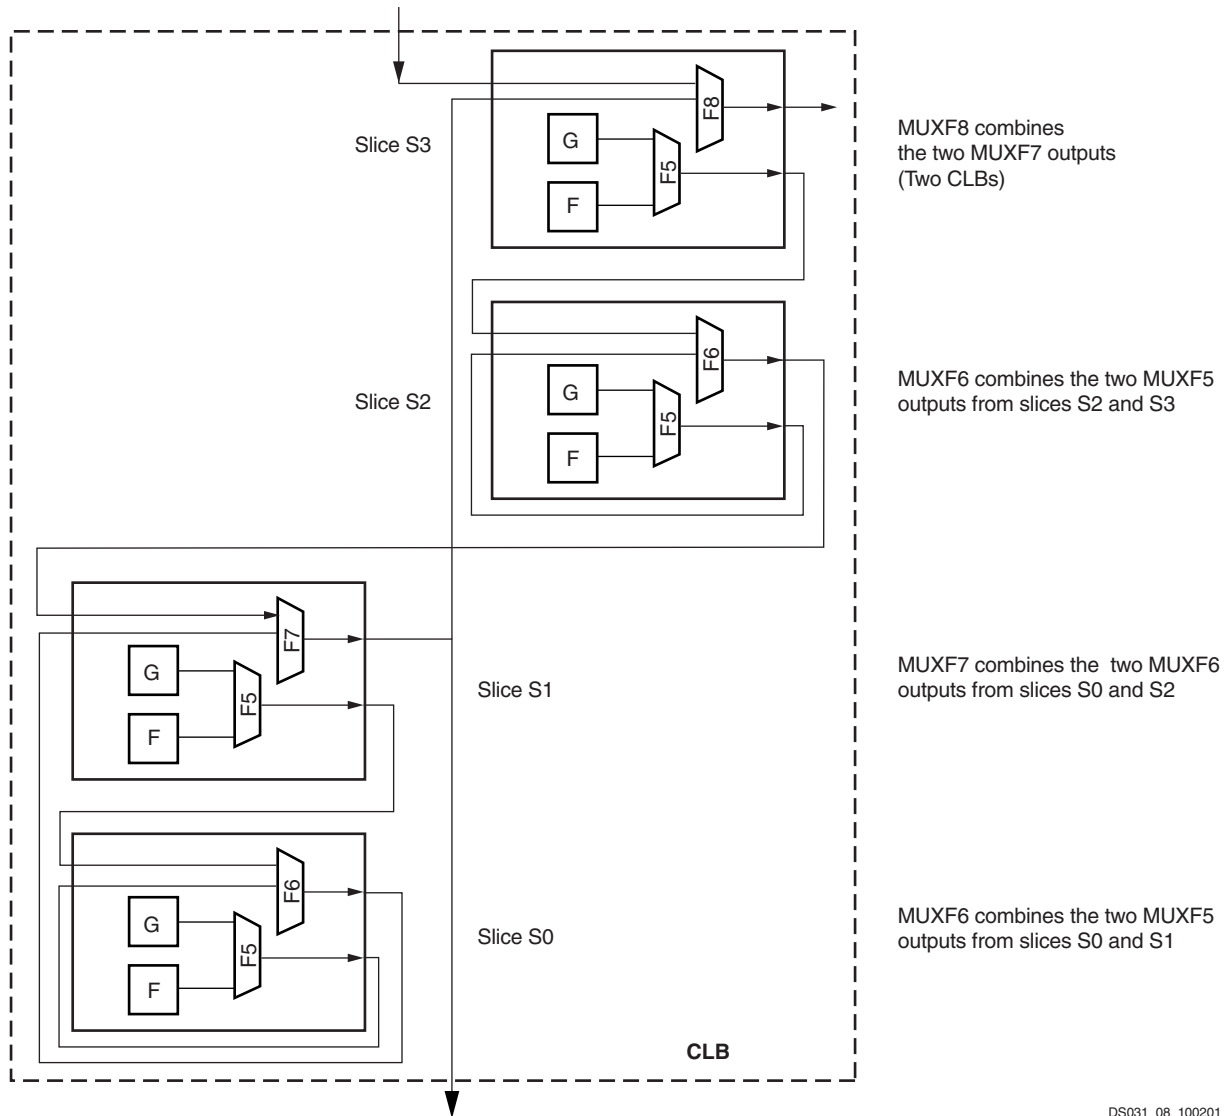 F8
Slice S3
G
F5
F
MUXF8 combines
the two MUXF7 outputs
(Two CLBs)
F6
Slice S2
G
F5
F
MUXF6 combines the two MUXF5
outputs from slices S2 and S3
F7
G
F5
F
Slice S1
MUXF7 combines the  two MUXF6
outputs from slices S0 and S2
F6
G
F5
F
Slice S0
MUXF6 combines the two MUXF5
outputs from slices S0 and S1
CLB
DS031_08_100201